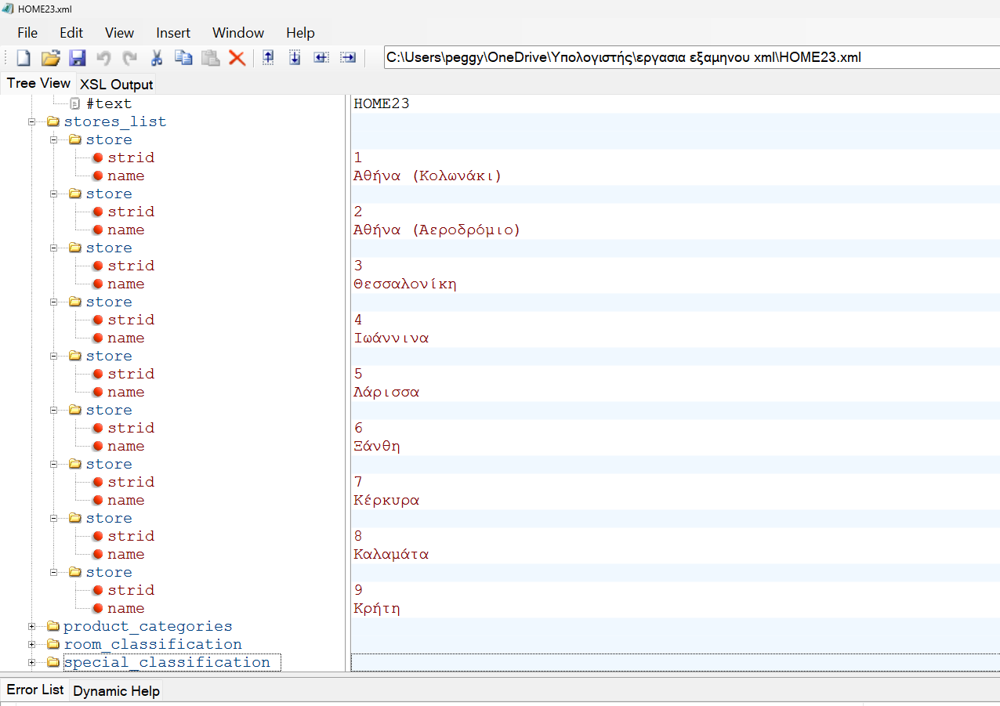 HOME23.xml
File Edit View Insert Window Help
C:\Users\peggy\OneDrive\Υπολογιστής\εργασια εξαμηνου xml\HOME23.xml
Tree View XSL Output
#text HOME23
stores_list
store
strid 1
name Αθήνα (Κολωνάκι)
store
strid 2
name Αθήνα (Αεροδρόμιο)
store
strid 3
name Θεσσαλονίκη
store
strid 4
name Ιωάννινα
store
strid 5
name Λάρισσα
store
strid 6
name Ξάνθη
store
strid 7
name Κέρκυρα
store
strid 8
name Καλαμάτα
store
strid 9
name Κρήτη
product_categories
room_classification
special_classification
Error List Dynamic Help